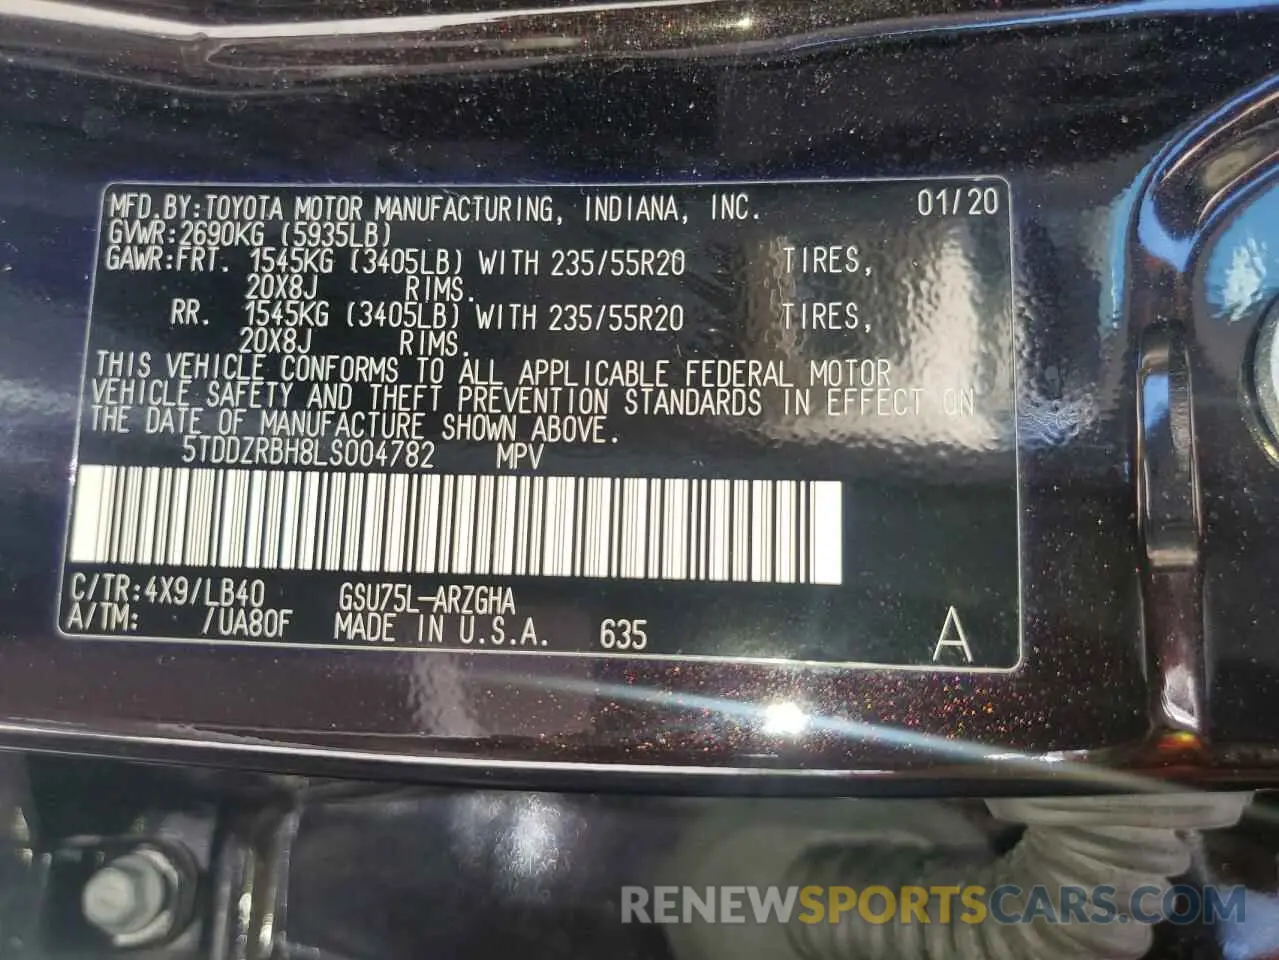 MFD.BY:TOYOTA MOTOR MANUFACTURING, INDIANA, INC. 01/20
GVWR:2690KG (5935LB)
GAWR:FRT. 1545KG (3405LB) WITH 235/55R20 TIRES,
20X8J RIMS.
RR. 1545KG (3405LB) WITH 235/55R20 TIRES,
20X8J RIMS.
THIS VEHICLE CONFORMS TO ALL APPLICABLE FEDERAL MOTOR
VEHICLE SAFETY AND THEFT PREVENTION STANDARDS IN EFFECT ON
THE DATE OF MANUFACTURE SHOWN ABOVE.
5TDDZRBH8LS004782 MPV
C/TR:4X9/LB40 GSU75L-ARZGHA
A/TM: /UA80F MADE IN U.S.A. 635 A
RENEWSPORTSCARS.COM